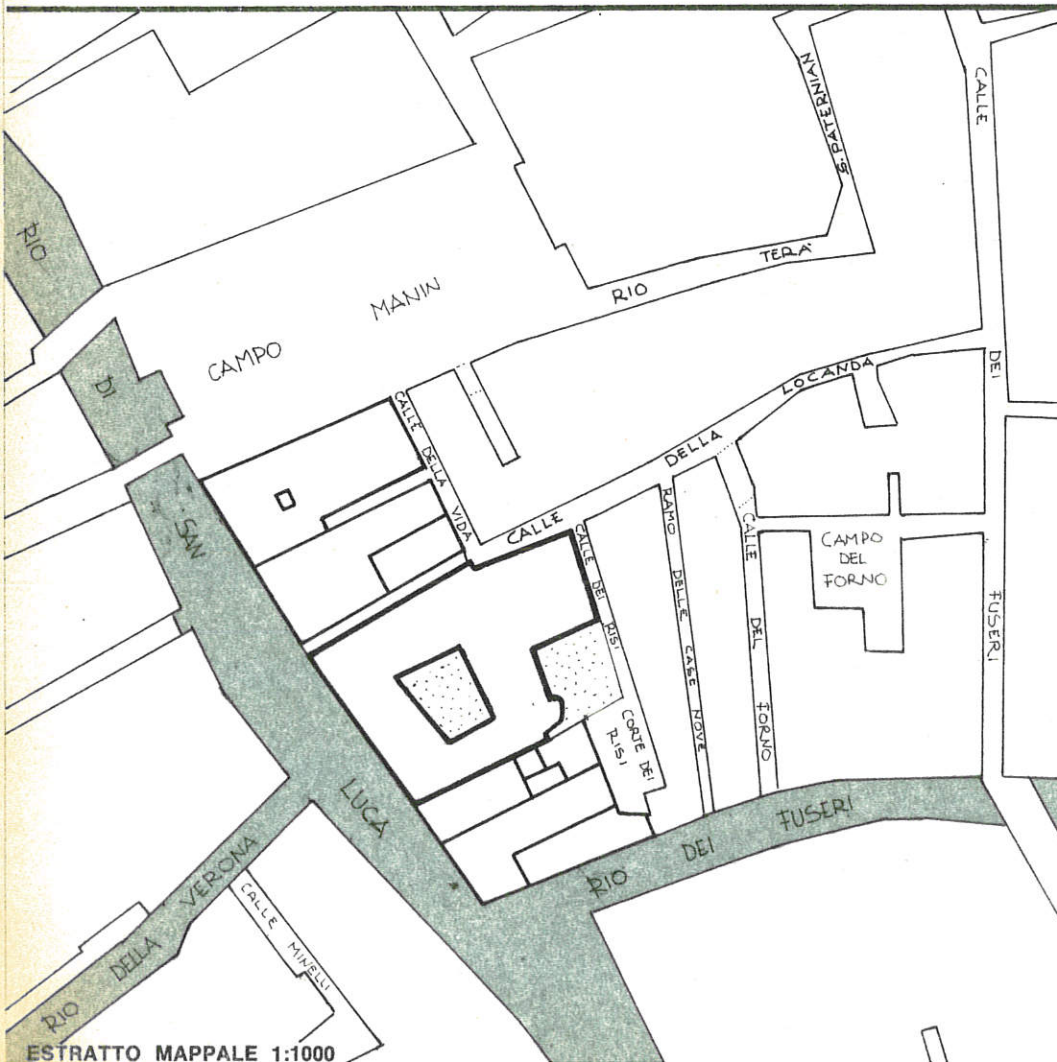 RIO
DI
SAN
LUCA
CAMPO
MANIN
RIO
TERÀ
S. PATERNIAN
CALLE
DEI
FUSERI
CALLE DELLA VIDA
CALLE
DELLA
LOCANDA
CALLE DEI RISI
CORTE DEI
RISI
RAMO DELLE CASE NOVE
CALLE DEL FORNO
CAMPO
DEL
FORNO
RIO DEI FUSERI
RIO DELLA VERONA
CALLE MINELLI
ESTRATTO MAPPALE 1:1000